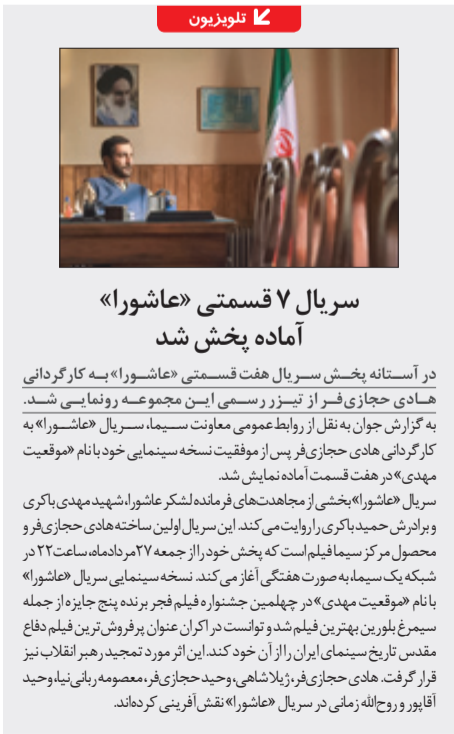 تلویزیون
سریال ۷ قسمتی «عاشورا»
آماده پخش شد
در آستانه پخش سریال هفت قسمتی «عاشورا» به کارگردانی
هادی حجازی‌فر از تیزر رسمی این مجموعه رونمایی شد.
به گزارش جوان به نقل از روابط عمومی معاونت سیما، سریال «عاشورا» به
کارگردانی هادی حجازی‌فر پس از موفقیت نسخه سینمایی خود با نام «موقعیت
مهدی» در هفت قسمت آماده نمایش شد.
سریال «عاشورا» بخشی از مجاهدت‌های فرمانده لشکر عاشورا، شهید مهدی باکری
و برادرش حمید باکری را روایت می‌کند. این سریال اولین ساخته هادی حجازی‌فر و
محصول مرکز سیما فیلم است که پخش خود را از جمعه ۲۷ مردادماه، ساعت ۲۲ در
شبکه یک سیما، به صورت هفتگی آغاز می‌کند. نسخه سینمایی سریال «عاشورا»
با نام «موقعیت مهدی» در چهلمین جشنواره فیلم فجر برنده پنج جایزه از جمله
سیمرغ بلورین بهترین فیلم شد و توانست در اکران عنوان پرفروش‌ترین فیلم دفاع
مقدس تاریخ سینمای ایران را از آن خود کند. این اثر مورد تمجید رهبر انقلاب نیز
قرار گرفت. هادی حجازی‌فر، ژیلا شاهی، وحید حجازی‌فر، معصومه ربانی‌نیا، وحید
آقاپور و روح‌الله زمانی در سریال «عاشورا» نقش‌آفرینی کرده‌اند.